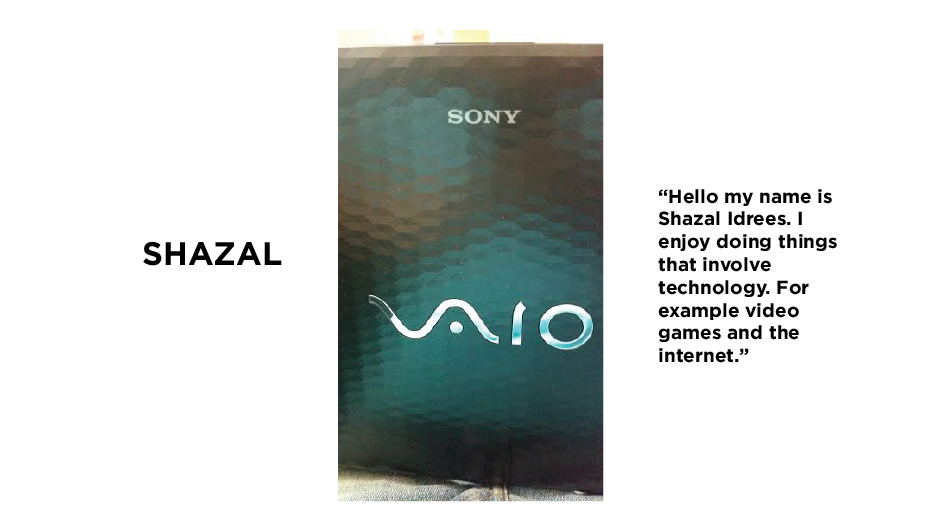 SHAZAL
SONY
VAIO
“Hello my name is
Shazal Idrees. I
enjoy doing things
that involve
technology. For
example video
games and the
internet.”